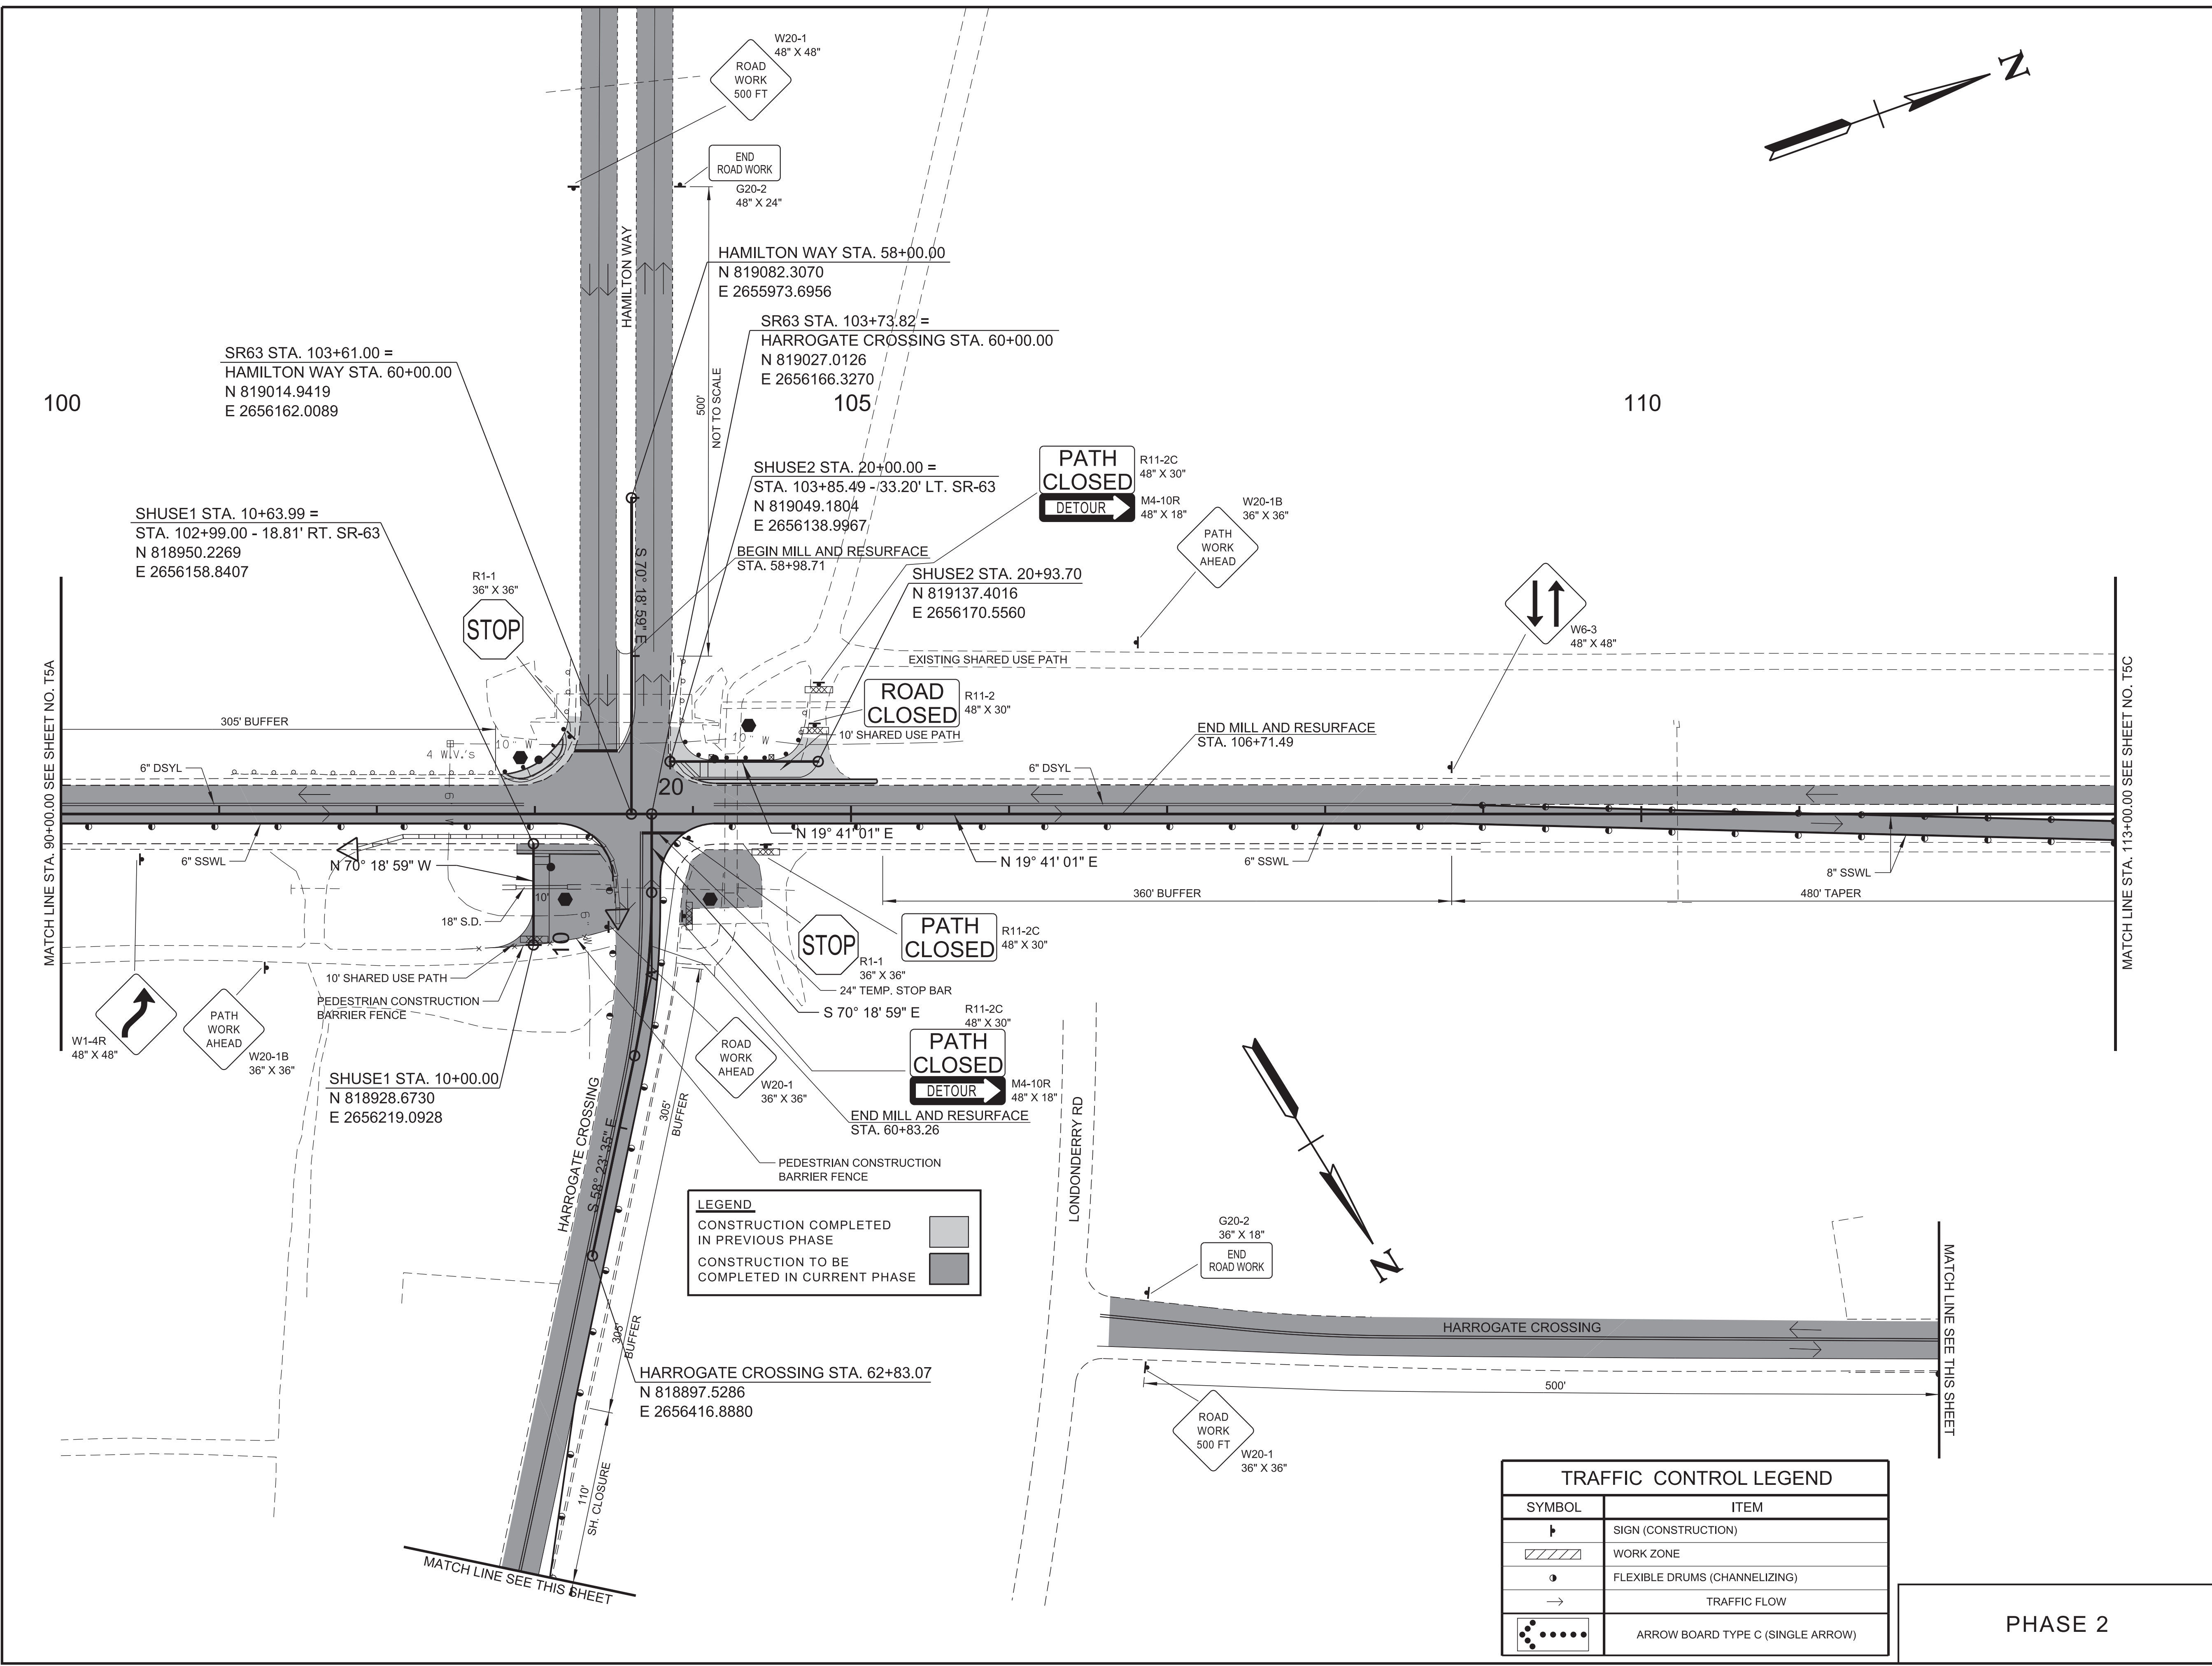 W20-1
48" X 48"
ROAD
WORK
500 FT
END
ROAD WORK
G20-2
48" X 24"
N
HAMILTON WAY
HAMILTON WAY STA. 58+00.00
N 819082.3070
E 2655973.6956
SR63 STA. 103+73.82 =
HARROGATE CROSSING STA. 60+00.00
N 819027.0126
E 2656166.3270
SR63 STA. 103+61.00 =
HAMILTON WAY STA. 60+00.00
N 819014.9419
E 2656162.0089
500'
NOT TO SCALE
100
105
110
SHUSE2 STA. 20+00.00 =
STA. 103+85.49 - 33.20' LT. SR-63
N 819049.1804
E 2656138.9967
PATH
CLOSED
R11-2C
48" X 30"
DETOUR
M4-10R
48" X 18"
W20-1B
36" X 36"
PATH
WORK
AHEAD
SHUSE1 STA. 10+63.99 =
STA. 102+99.00 - 18.81' RT. SR-63
N 818950.2269
E 2656158.8407
BEGIN MILL AND RESURFACE
STA. 58+98.71
S 70° 18' 59" E
SHUSE2 STA. 20+93.70
N 819137.4016
E 2656170.5560
R1-1
36" X 36"
STOP
W6-3
48" X 48"
EXISTING SHARED USE PATH
ROAD
CLOSED
R11-2
48" X 30"
10' SHARED USE PATH
END MILL AND RESURFACE
STA. 106+71.49
MATCH LINE STA. 90+00.00 SEE SHEET NO. T5A
MATCH LINE STA. 113+00.00 SEE SHEET NO. T5C
305' BUFFER
4 W.V.'s
10" W
10" W
6" DSYL
6" DSYL
20
6" W
N 19° 41' 01" E
N 19° 41' 01" E
6" SSWL
6" SSWL
8" SSWL
N 70° 18' 59" W
360' BUFFER
480' TAPER
10'
18" S.D.
6" W
10
STOP
R1-1
36" X 36"
PATH
CLOSED
R11-2C
48" X 30"
24" TEMP. STOP BAR
S 70° 18' 59" E
10' SHARED USE PATH
PEDESTRIAN CONSTRUCTION
BARRIER FENCE
W1-4R
48" X 48"
PATH
WORK
AHEAD
W20-1B
36" X 36"
SHUSE1 STA. 10+00.00
N 818928.6730
E 2656219.0928
ROAD
WORK
AHEAD
W20-1
36" X 36"
R11-2C
48" X 30"
PATH
CLOSED
DETOUR
M4-10R
48" X 18"
END MILL AND RESURFACE
STA. 60+83.26
305'
BUFFER
HARROGATE CROSSING
S 58° 23' 35" E
PEDESTRIAN CONSTRUCTION
BARRIER FENCE
LEGEND
CONSTRUCTION COMPLETED
IN PREVIOUS PHASE
CONSTRUCTION TO BE
COMPLETED IN CURRENT PHASE
LONDONDERRY RD
N
G20-2
36" X 18"
END
ROAD WORK
HARROGATE CROSSING
MATCH LINE SEE THIS SHEET
500'
ROAD
WORK
500 FT
W20-1
36" X 36"
305'
BUFFER
HARROGATE CROSSING STA. 62+83.07
N 818897.5286
E 2656416.8880
110'
SH. CLOSURE
MATCH LINE SEE THIS SHEET
TRAFFIC CONTROL LEGEND
SYMBOL
ITEM
SIGN (CONSTRUCTION)
WORK ZONE
FLEXIBLE DRUMS (CHANNELIZING)
TRAFFIC FLOW
ARROW BOARD TYPE C (SINGLE ARROW)
PHASE 2